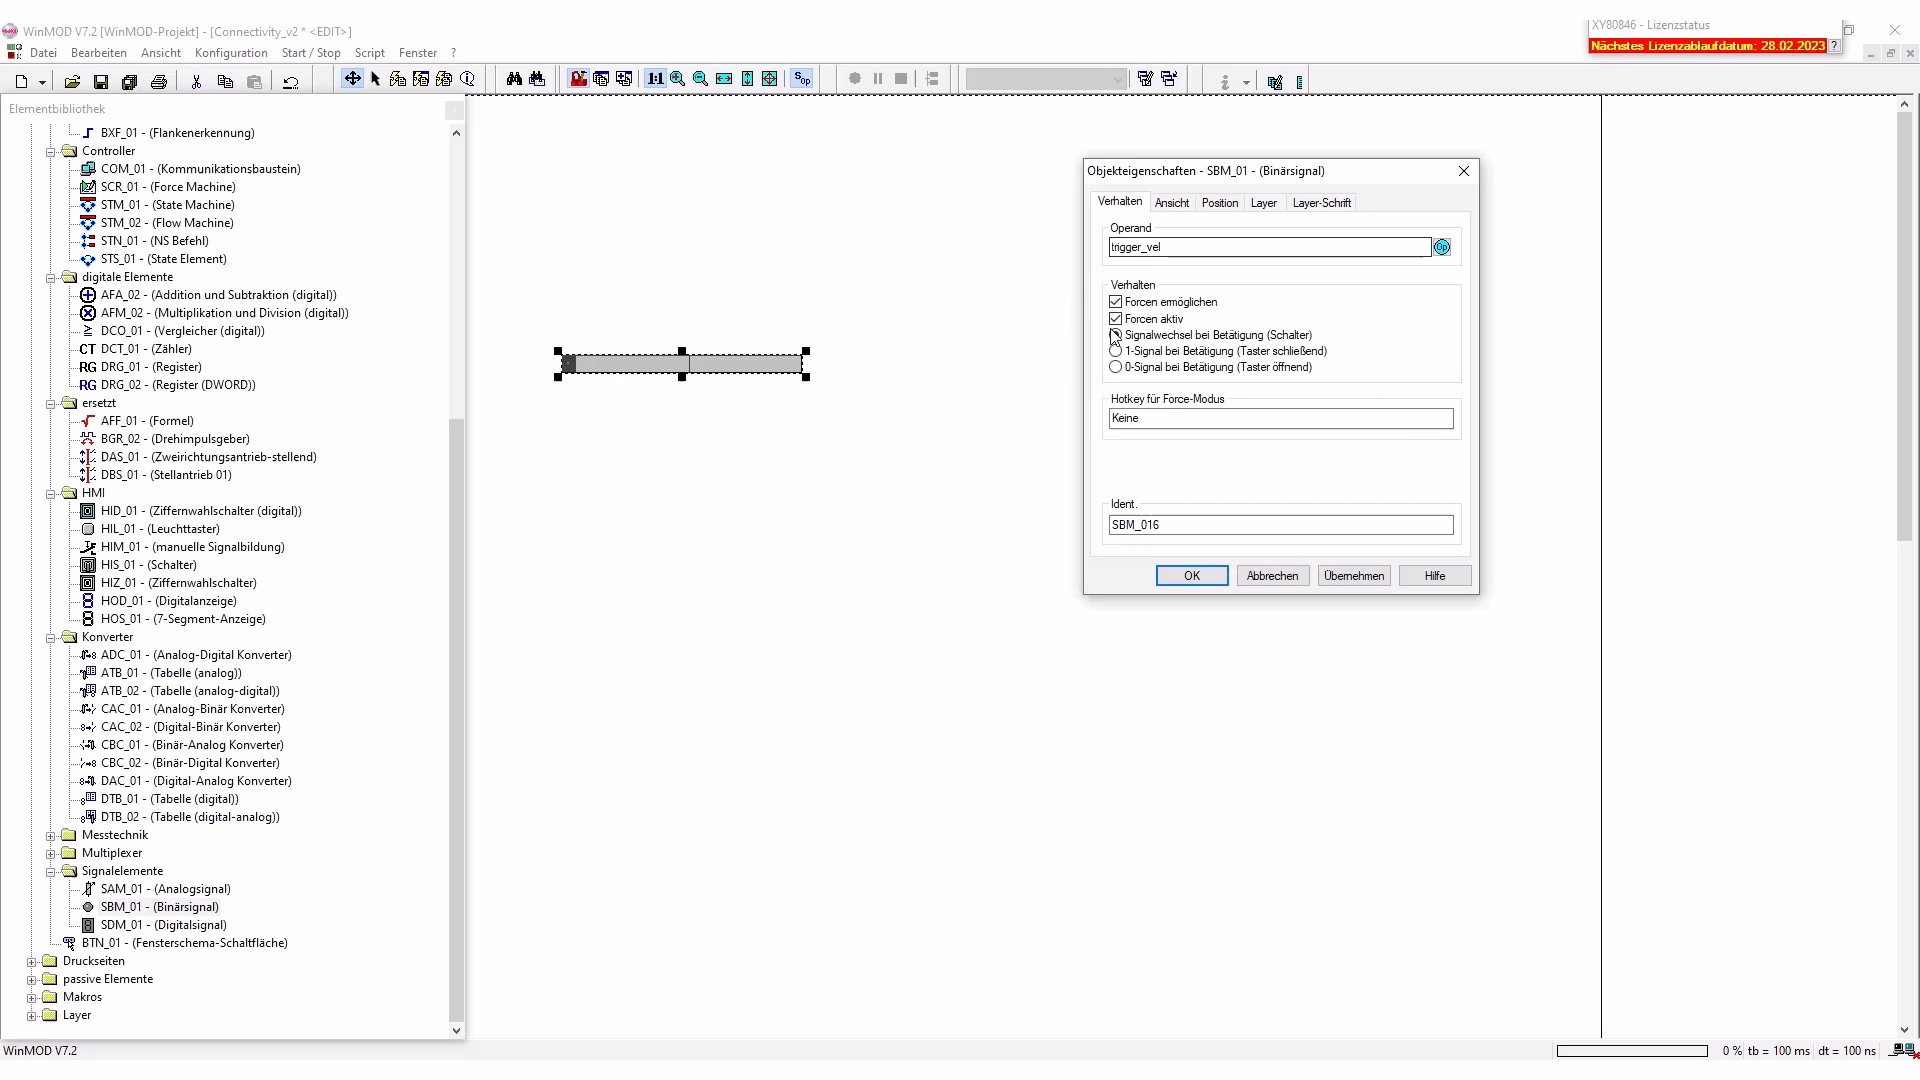 WinMOD V7.2 [WinMOD-Projekt] - [Connectivity_v2 * <EDIT>]
XY80846 - Lizenzstatus
Nächstes Lizenzablaufdatum: 28.02.2023 ?
Datei Bearbeiten Ansicht Konfiguration Start / Stop Script Fenster ?
1:1
Sop
Elementbibliothek
BXF_01 - (Flankenerkennung)
Controller
COM_01 - (Kommunikationsbaustein)
SCR_01 - (Force Machine)
STM_01 - (State Machine)
STM_02 - (Flow Machine)
STN_01 - (NS Befehl)
STS_01 - (State Element)
digitale Elemente
AFA_02 - (Addition und Subtraktion (digital))
AFM_02 - (Multiplikation und Division (digital))
DCO_01 - (Vergleicher (digital))
CT DCT_01 - (Zähler)
RG DRG_01 - (Register)
RG DRG_02 - (Register (DWORD))
ersetzt
AFF_01 - (Formel)
BGR_02 - (Drehimpulsgeber)
DAS_01 - (Zweirichtungsantrieb-stellend)
DBS_01 - (Stellantrieb 01)
HMI
HID_01 - (Ziffernwahlschalter (digital))
HIL_01 - (Leuchttaster)
HIM_01 - (manuelle Signalbildung)
HIS_01 - (Schalter)
HIZ_01 - (Ziffernwahlschalter)
HOD_01 - (Digitalanzeige)
HOS_01 - (7-Segment-Anzeige)
Konverter
ADC_01 - (Analog-Digital Konverter)
ATB_01 - (Tabelle (analog))
ATB_02 - (Tabelle (analog-digital))
CAC_01 - (Analog-Binär Konverter)
CAC_02 - (Digital-Binär Konverter)
CBC_01 - (Binär-Analog Konverter)
CBC_02 - (Binär-Digital Konverter)
DAC_01 - (Digital-Analog Konverter)
DTB_01 - (Tabelle (digital))
DTB_02 - (Tabelle (digital-analog))
Messtechnik
Multiplexer
Signalelemente
SAM_01 - (Analogsignal)
SBM_01 - (Binärsignal)
SDM_01 - (Digitalsignal)
BTN_01 - (Fensterschema-Schaltfläche)
Druckseiten
passive Elemente
Makros
Layer
Objekteigenschaften - SBM_01 - (Binärsignal)
Verhalten Ansicht Position Layer Layer-Schrift
Operand
trigger_vel
Op
Verhalten
Forcen ermöglichen
Forcen aktiv
Signalwechsel bei Betätigung (Schalter)
1-Signal bei Betätigung (Taster schließend)
0-Signal bei Betätigung (Taster öffnend)
Hotkey für Force-Modus
Keine
Ident.
SBM_016
OK Abbrechen Übernehmen Hilfe
WinMOD V7.2
0 % tb = 100 ms dt = 100 ns